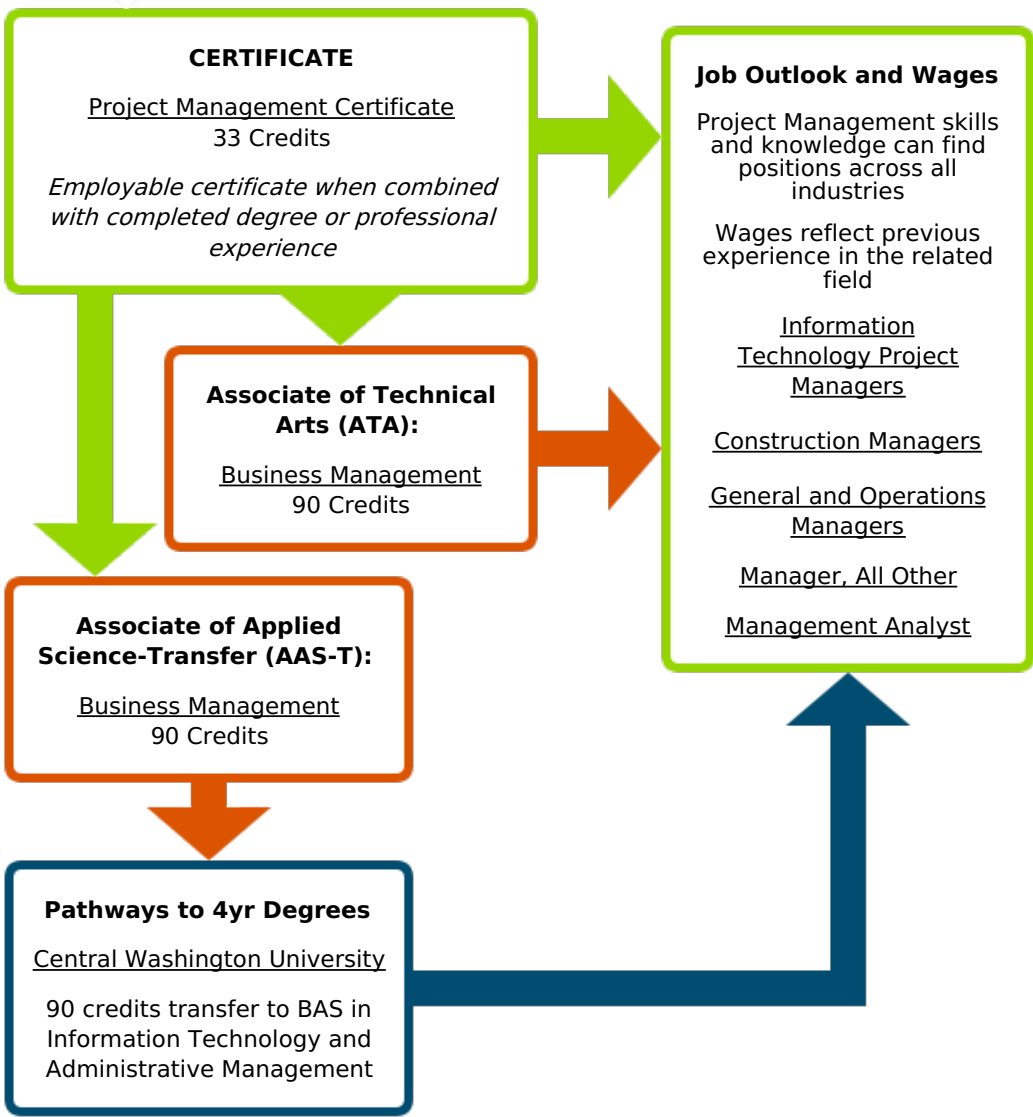 CERTIFICATE
Project Management Certificate
33 Credits
Employable certificate when combined
with completed degree or professional
experience
Associate of Technical
Arts (ATA):
Business Management
90 Credits
Associate of Applied
Science-Transfer (AAS-T):
Business Management
90 Credits
Pathways to 4yr Degrees
Central Washington University
90 credits transfer to BAS in
Information Technology and
Administrative Management
Job Outlook and Wages
Project Management skills
and knowledge can find
positions across all
industries
Wages reflect previous
experience in the related
field
Information
Technology Project
Managers
Construction Managers
General and Operations
Managers
Manager, All Other
Management Analyst